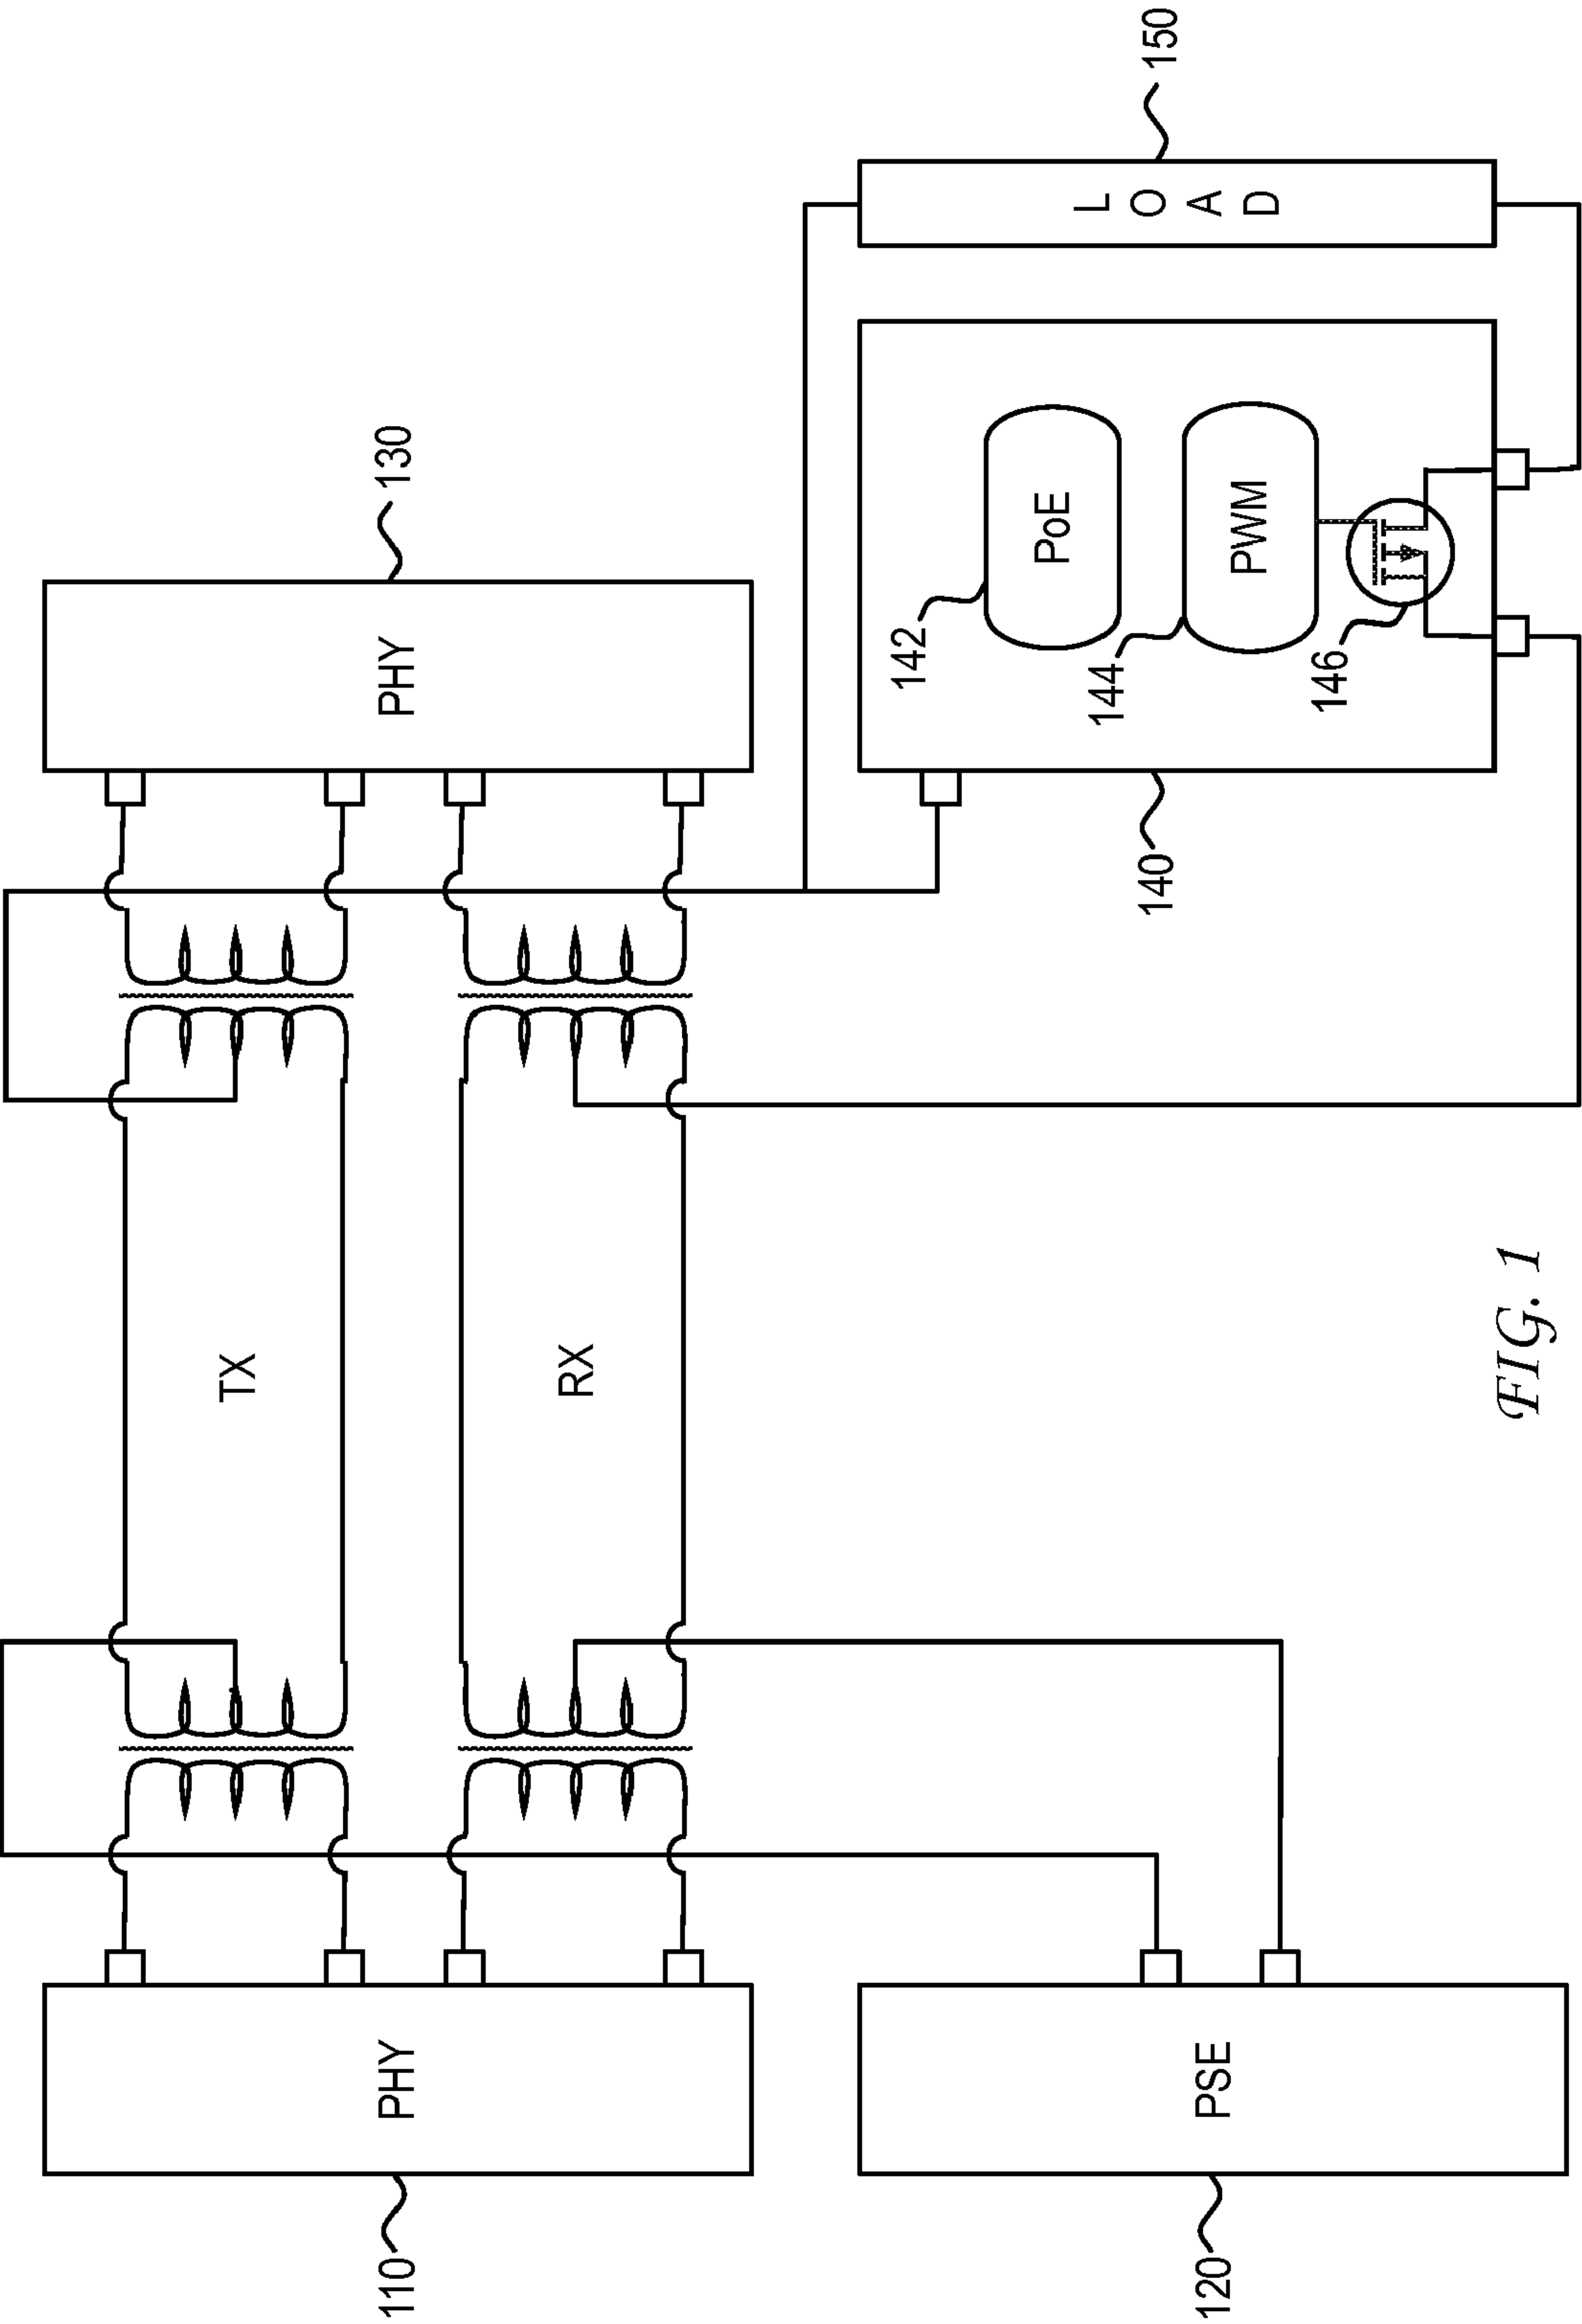 110
PHY
TX
RX
PHY
130
120
PSE
140
142
PoE
144
PWM
146
LOAD
150
FIG. 1